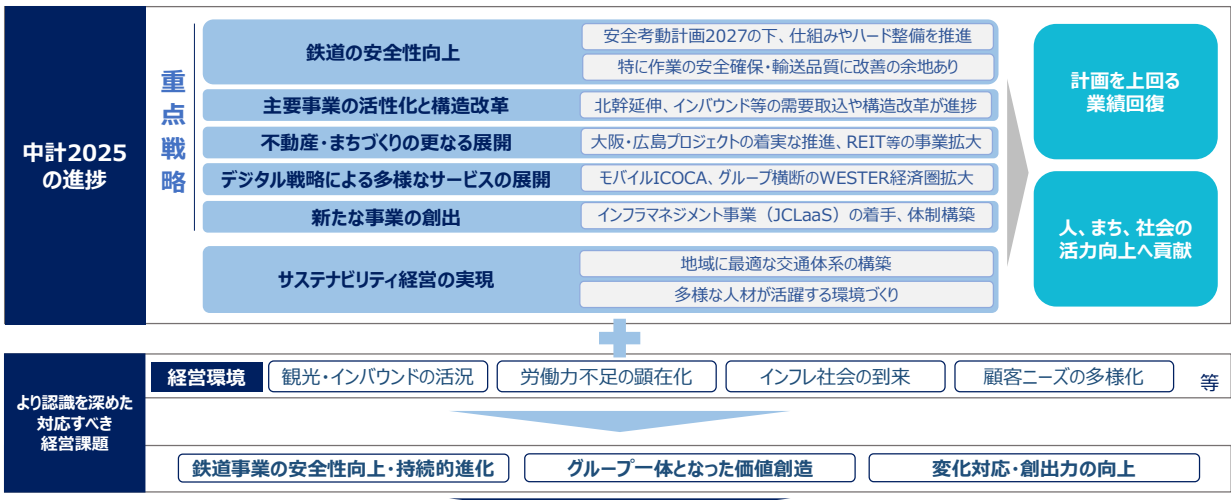 中計2025
の進捗
重点戦略
鉄道の安全性向上
安全考動計画2027の下、仕組みやハード整備を推進
特に作業の安全確保・輸送品質に改善の余地あり
主要事業の活性化と構造改革
北幹延伸、インバウンド等の需要取込や構造改革が進捗
不動産・まちづくりの更なる展開
大阪・広島プロジェクトの着実な推進、REIT等の事業拡大
デジタル戦略による多様なサービスの展開
モバイルICOCA、グループ横断のWESTER経済圏拡大
新たな事業の創出
インフラマネジメント事業（JCLaaS）の着手、体制構築
サステナビリティ経営の実現
地域に最適な交通体系の構築
多様な人材が活躍する環境づくり
計画を上回る
業績回復
人、まち、社会の
活力向上へ貢献
より認識を深めた
対応すべき
経営課題
経営環境
観光・インバウンドの活況
労働力不足の顕在化
インフレ社会の到来
顧客ニーズの多様化
等
鉄道事業の安全性向上・持続的進化
グループ一体となった価値創造
変化対応・創出力の向上